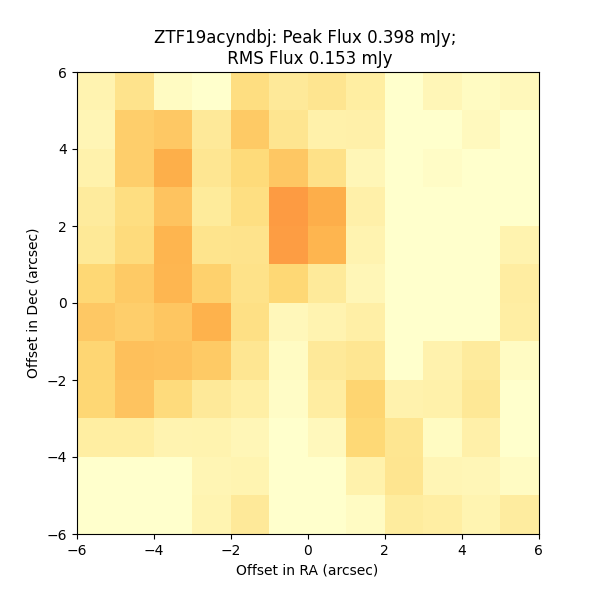 ZTF19acyndbj: Peak Flux 0.398 mJy;
RMS Flux 0.153 mJy
6
4
2
0
−2
−4
−6
Offset in Dec (arcsec)
−6 −4 −2 0 2 4 6
Offset in RA (arcsec)